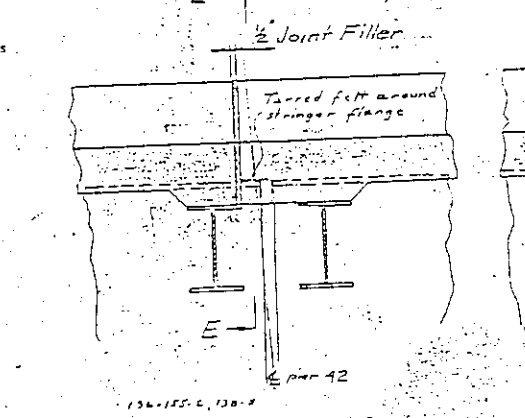 s
½" Joint Filler
Tarred felt around
stringer flange
E
℄ pier 42